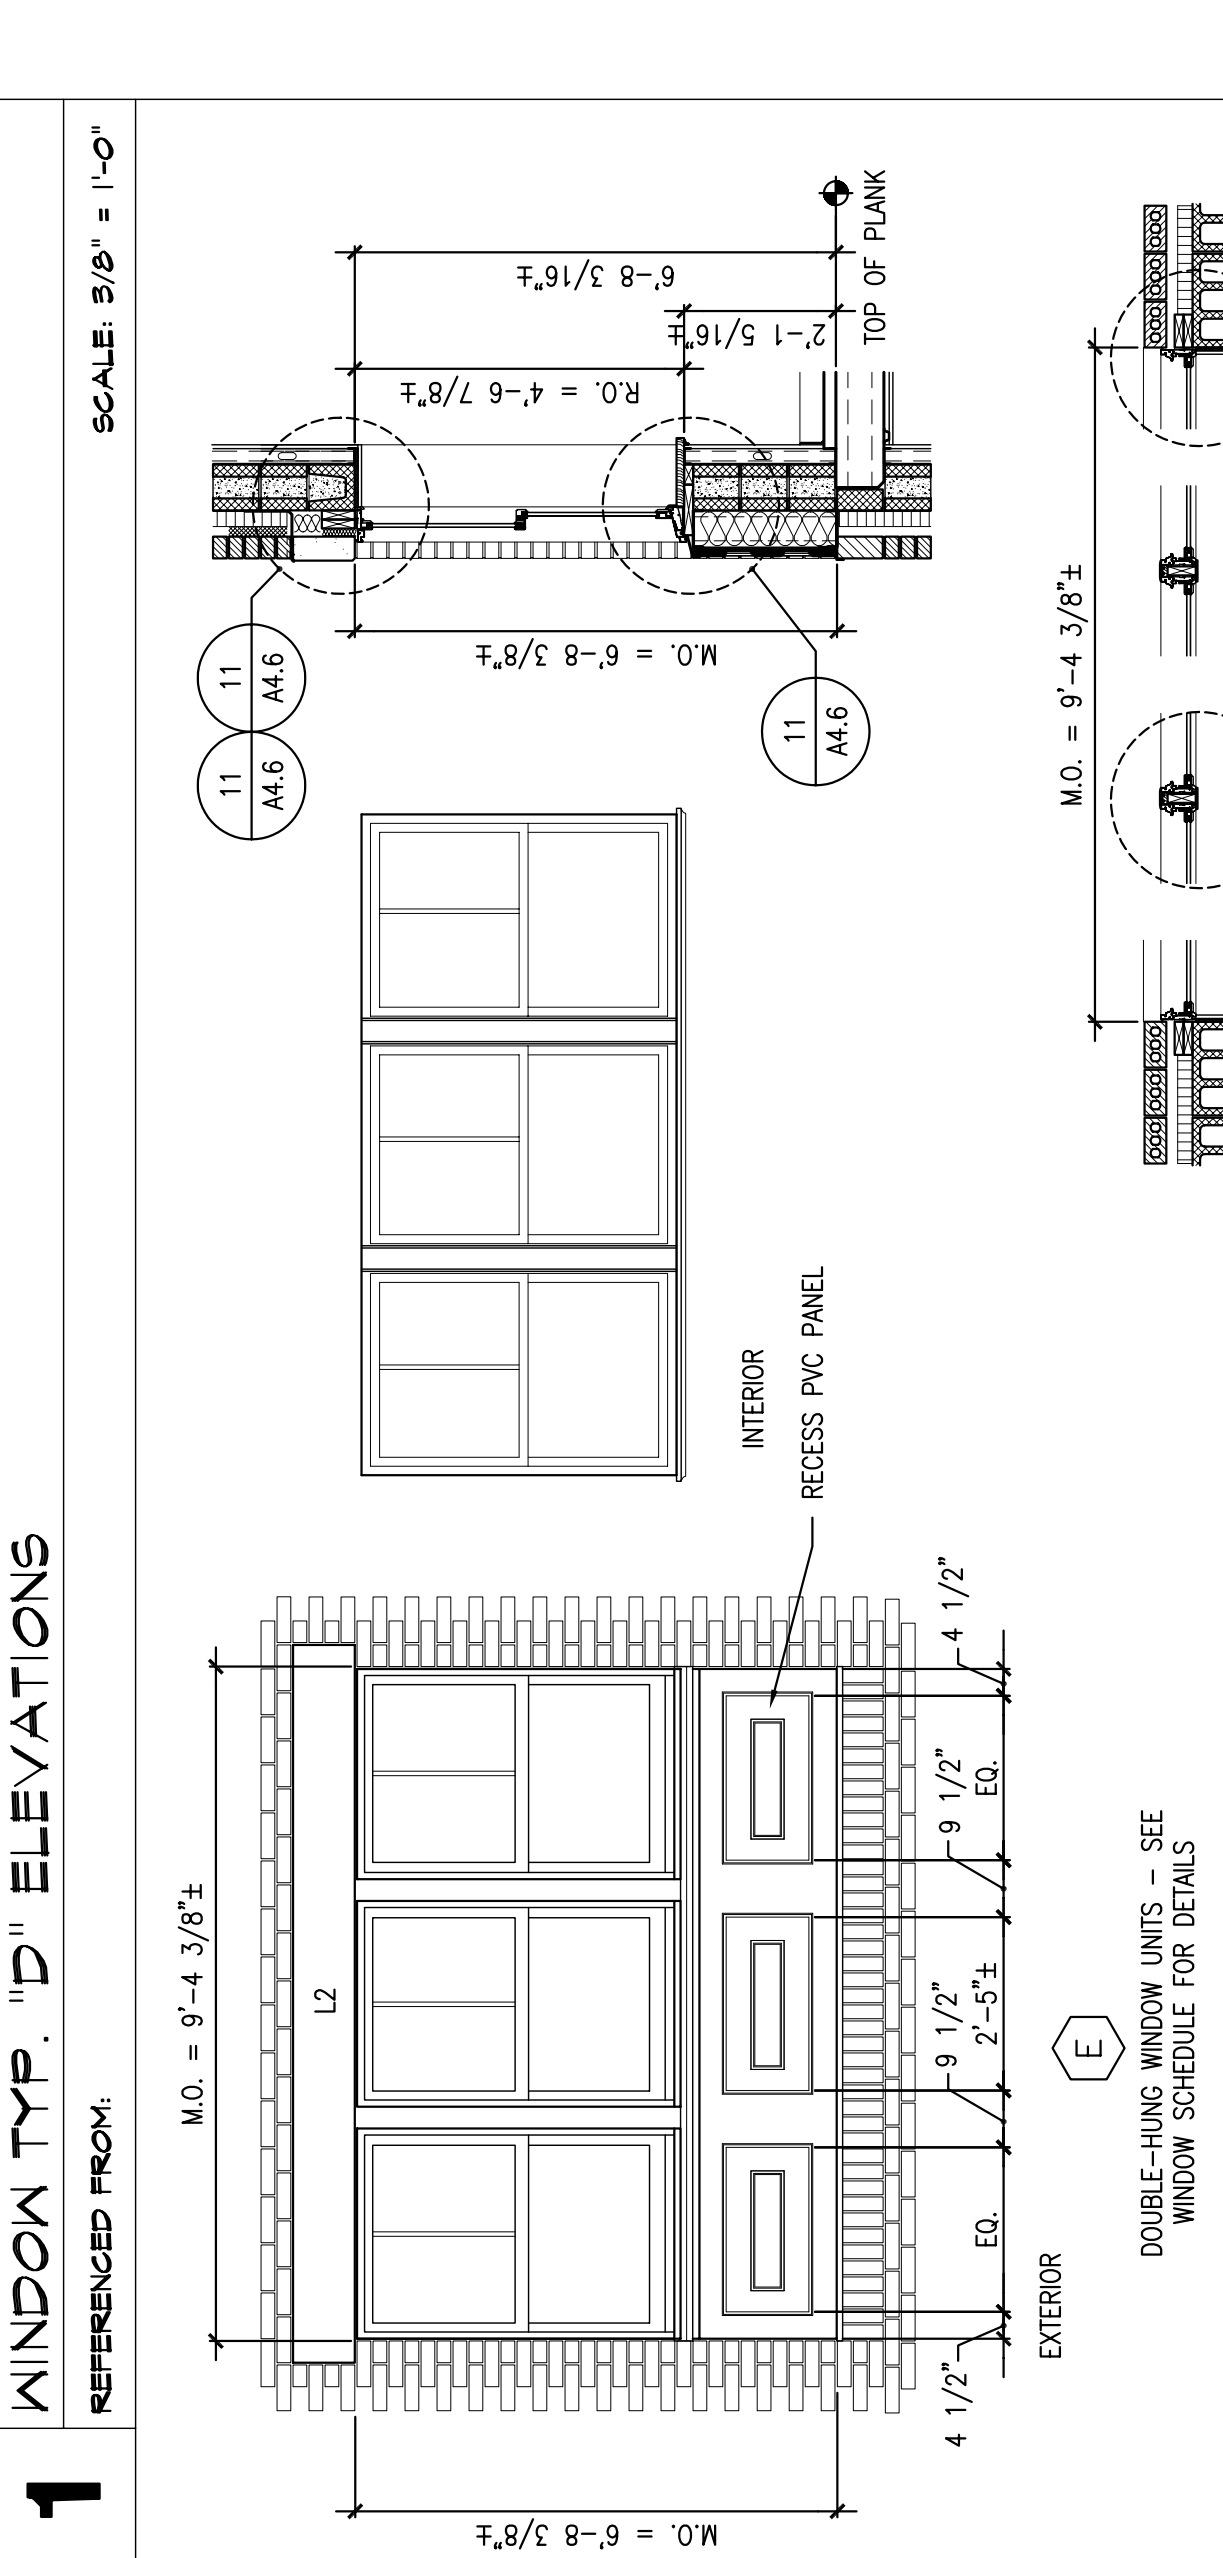 1
WINDOW TYP. "D" ELEVATIONS
REFERENCED FROM:
SCALE: 3/8" = 1'-0"
M.O. = 9'-4 3/8"±
L2
M.O. = 6'-8 3/8"±
4 1/2"
EQ.
9 1/2"
2'-5"±
9 1/2"
EQ.
4 1/2"
EXTERIOR
E
DOUBLE-HUNG WINDOW UNITS - SEE
WINDOW SCHEDULE FOR DETAILS
INTERIOR
RECESS PVC PANEL
11
A4.6
11
A4.6
M.O. = 6'-8 3/8"±
11
A4.6
R.O. = 4'-6 7/8"±
2'-1 5/16"±
6'-8 3/16"±
TOP OF PLANK
M.O. = 9'-4 3/8"±